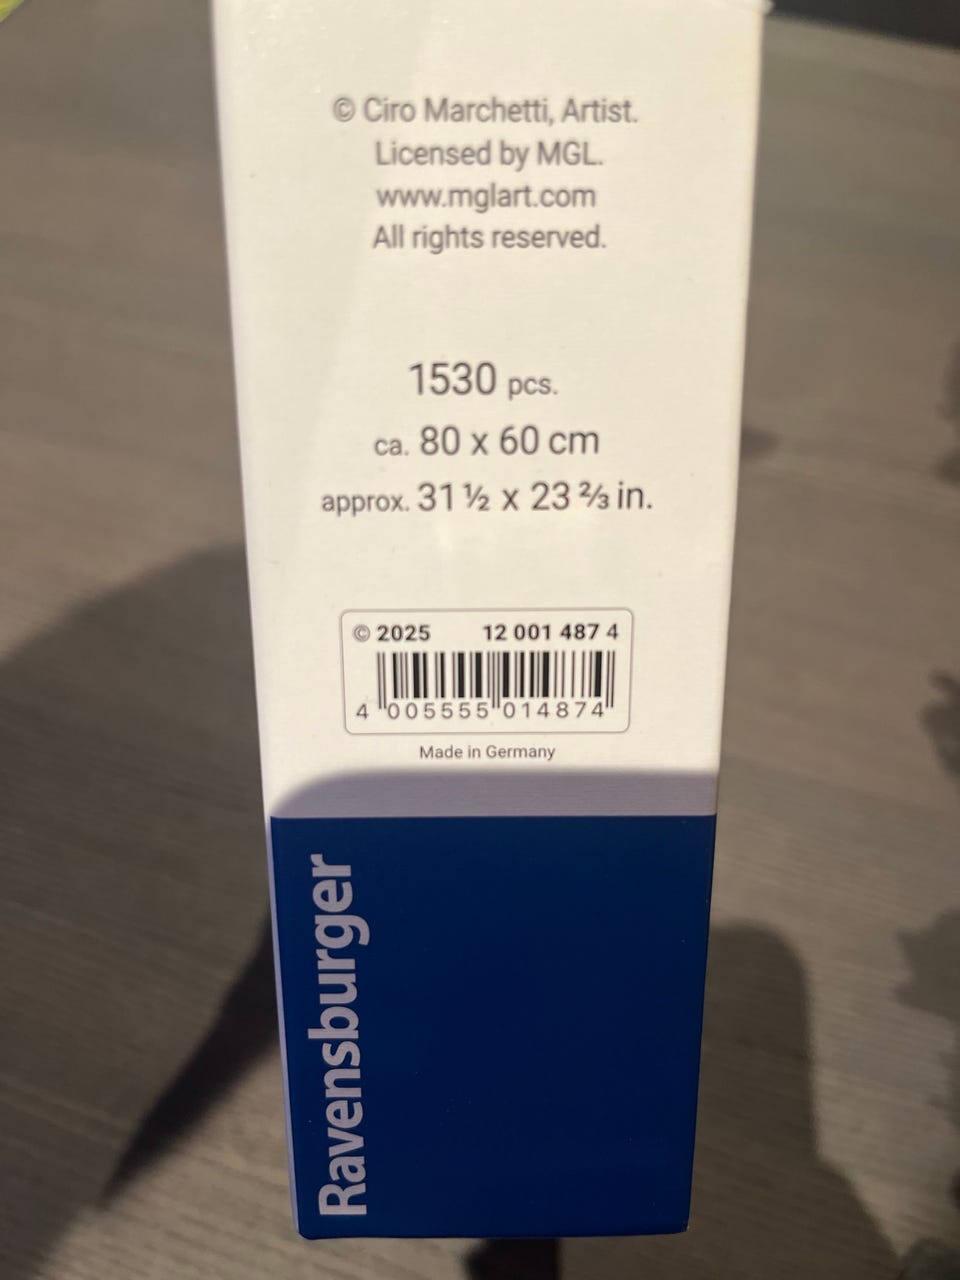 © Ciro Marchetti, Artist.
Licensed by MGL.
www.mglart.com
All rights reserved.
1530 pcs.
ca. 80 x 60 cm
approx. 31 ½ x 23 ⅔ in.
© 2025 12 001 487 4
4 005555 014874
Made in Germany
Ravensburger